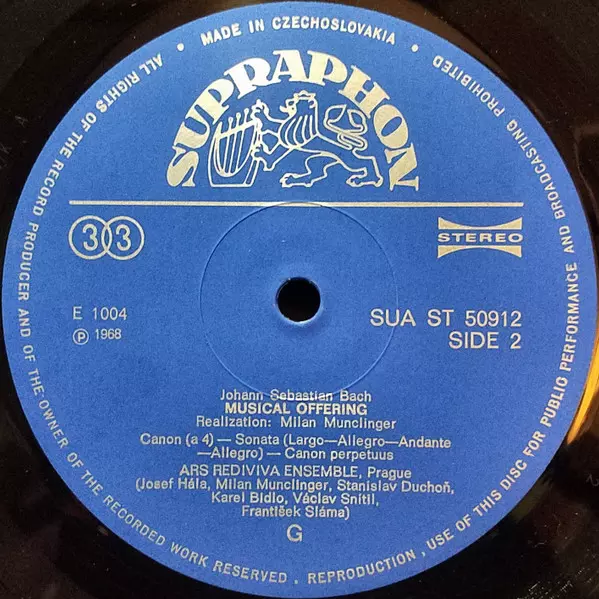 • MADE IN CZECHOSLOVAKIA •
ALL RIGHTS OF THE RECORD PRODUCER AND OF THE OWNER OF THE RECORDED WORK RESERVED . REPRODUCTION , USE OF THIS DISC FOR PUBLIC PERFORMANCE AND BROADCASTING PROHIBITED
SUPRAPHON
33
STEREO
E 1004
Ⓟ 1968
SUA ST 50912
SIDE 2
Johann Sebastian Bach
MUSICAL OFFERING
Realization: Milan Munclinger
Canon (a 4) — Sonata (Largo—Allegro—Andante
—Allegro) — Canon perpetuus
ARS REDIVIVA ENSEMBLE, Prague
(Josef Hála, Milan Munclinger, Stanislav Duchoň,
Karel Bidlo, Václav Snítil,
František Sláma)
G